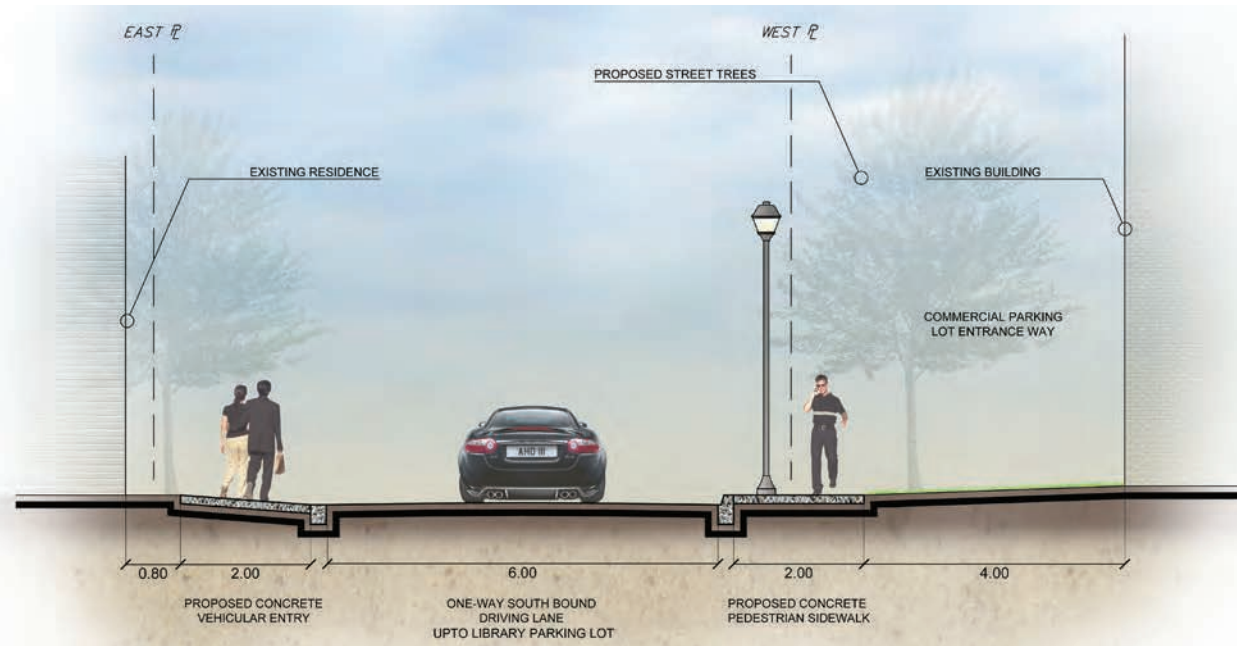 EAST ⅊
WEST ⅊
PROPOSED STREET TREES
EXISTING RESIDENCE
EXISTING BUILDING
COMMERCIAL PARKING
LOT ENTRANCE WAY
AHD III
0.80
2.00
6.00
2.00
4.00
PROPOSED CONCRETE
VEHICULAR ENTRY
ONE-WAY SOUTH BOUND
DRIVING LANE
UPTO LIBRARY PARKING LOT
PROPOSED CONCRETE
PEDESTRIAN SIDEWALK